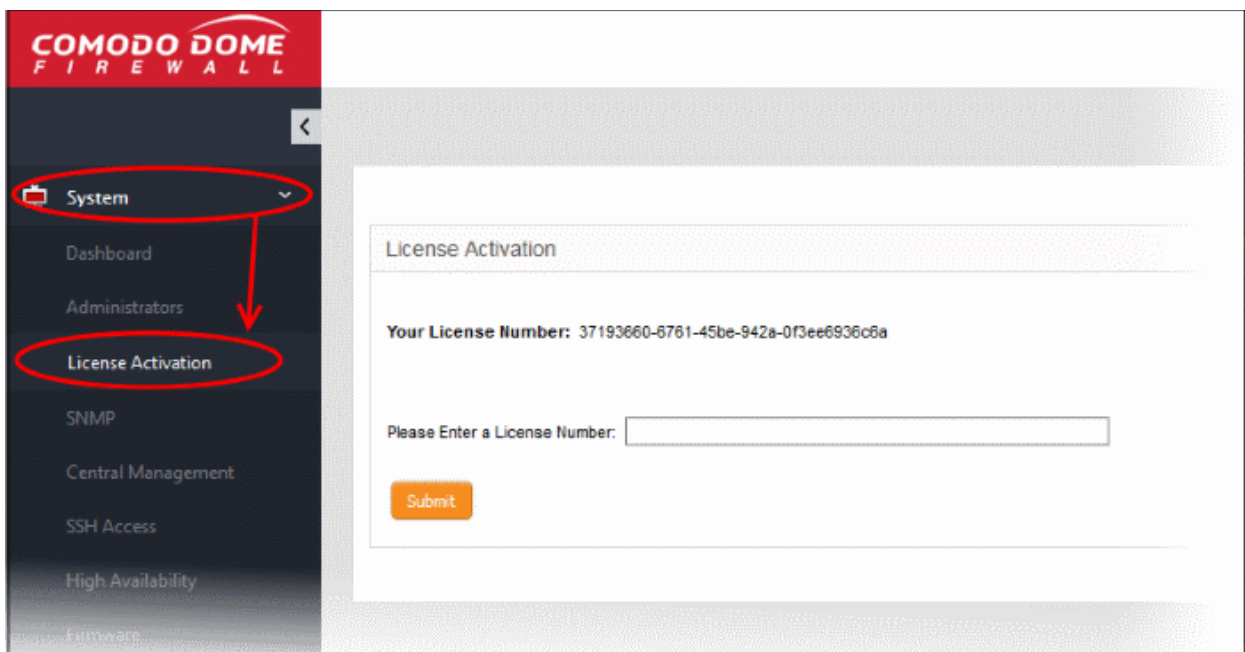 COMODO DOME
FIREWALL
System
Dashboard
Administrators
License Activation
SNMP
Central Management
SSH Access
High Availability
Firmware
License Activation
Your License Number: 37193660-6761-45be-942a-0f3ee6936c6a
Please Enter a License Number:
Submit